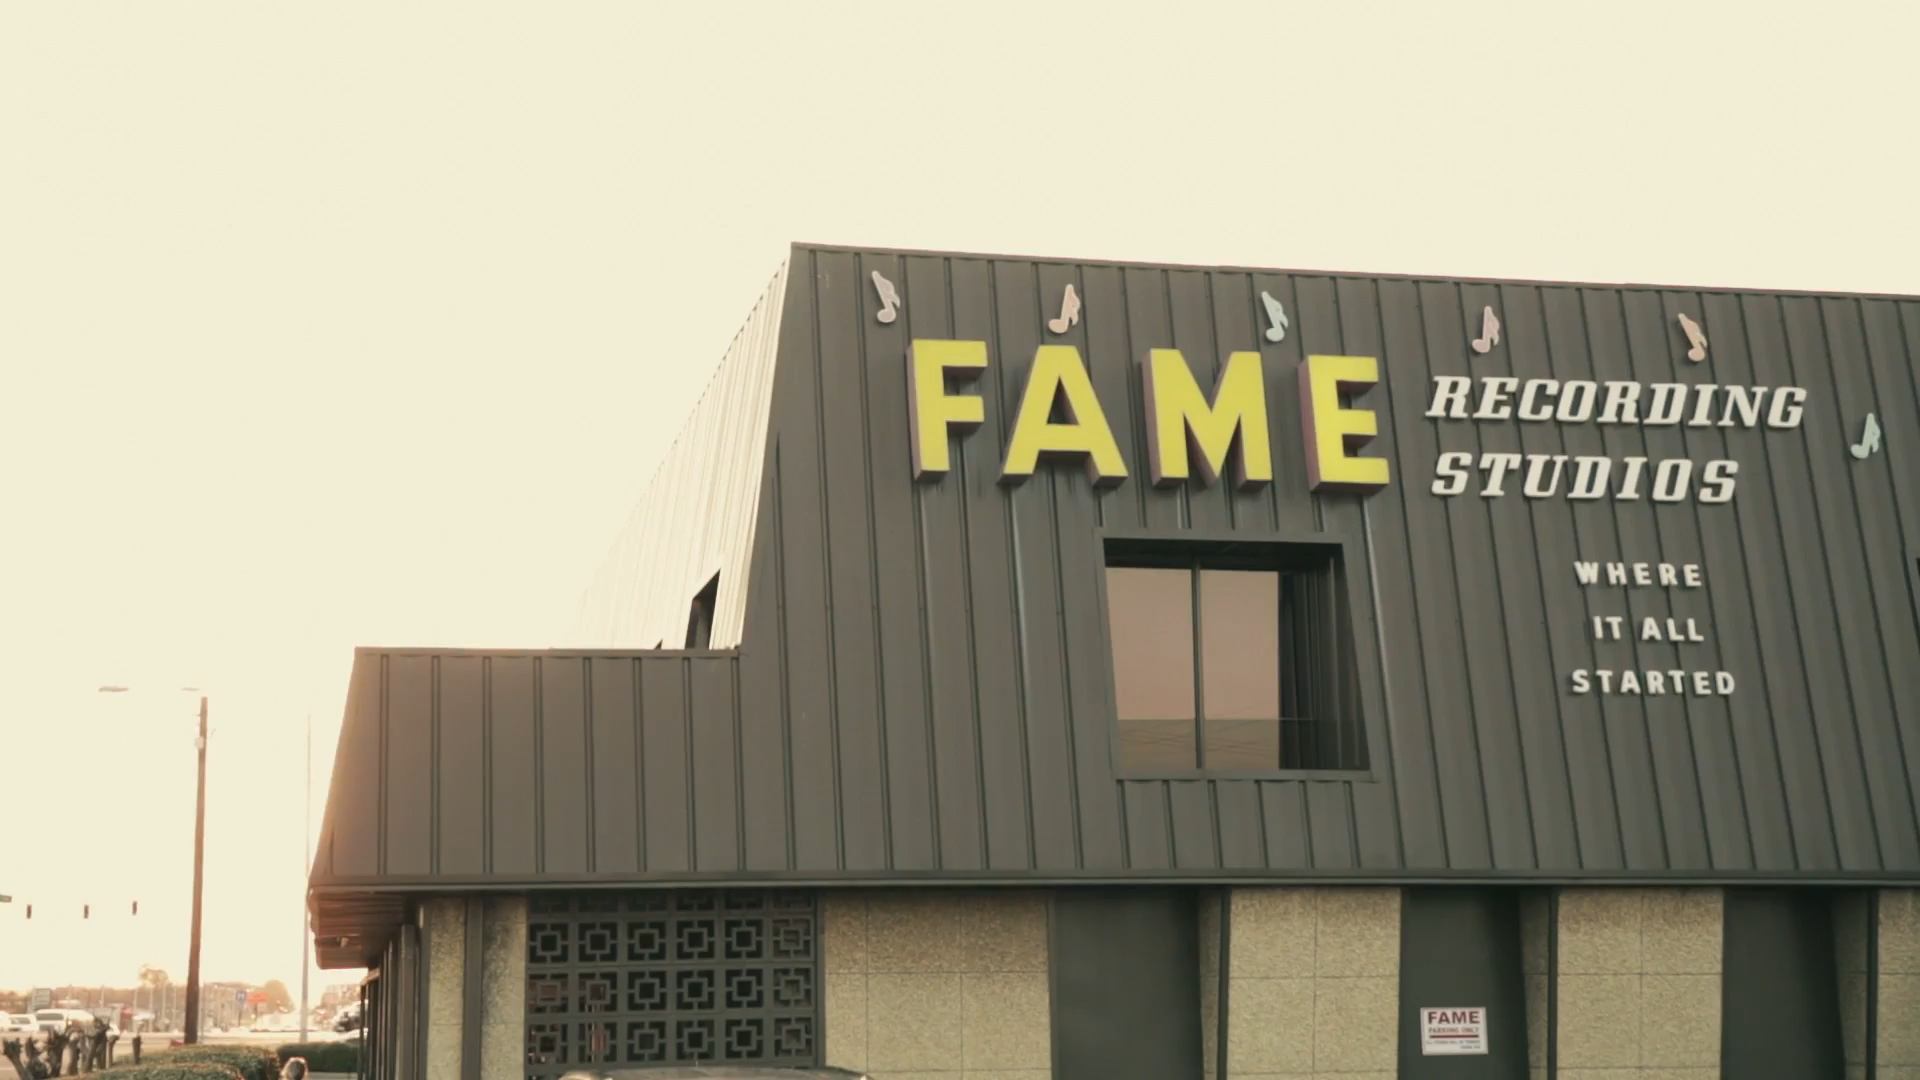 FAME
RECORDING
STUDIOS
WHERE
IT ALL
STARTED
FAME
PARKING ONLY